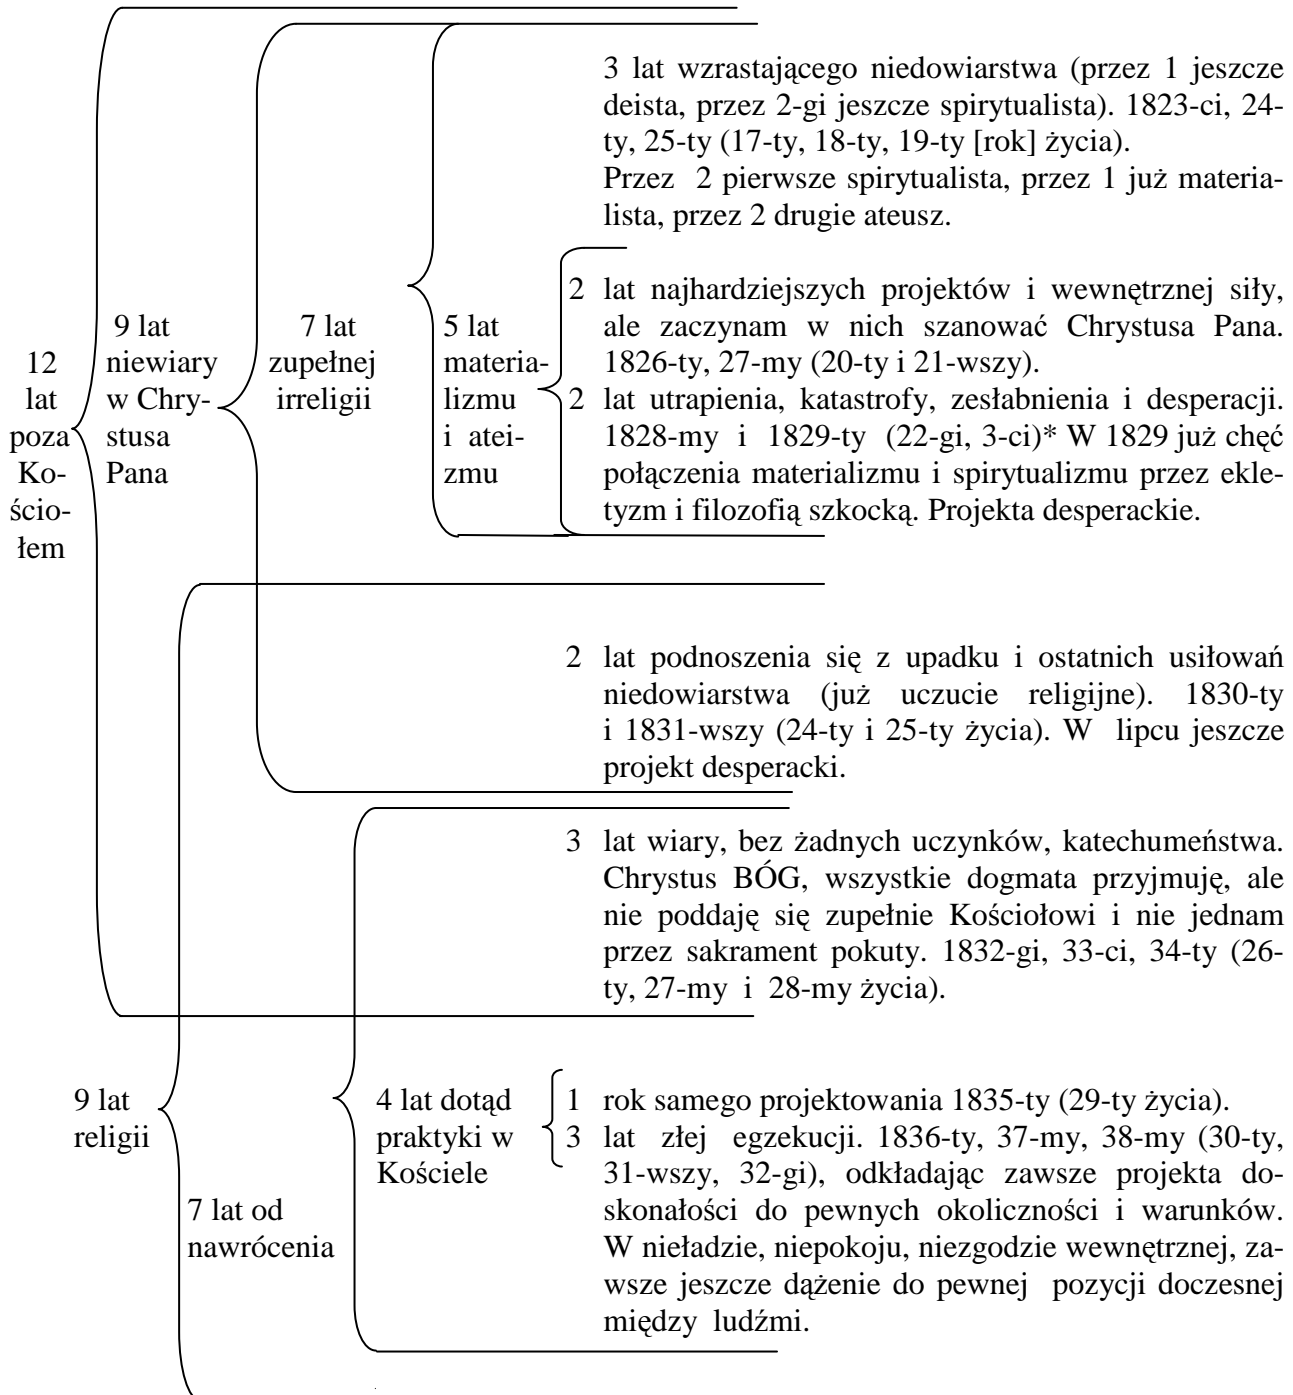 3 lat wzrastającego niedowiarstwa (przez 1 jeszcze
deista, przez 2-gi jeszcze spirytualista). 1823-ci, 24-
ty, 25-ty (17-ty, 18-ty, 19-ty [rok] życia).
Przez 2 pierwsze spirytualista, przez 1 już materia-
lista, przez 2 drugie ateusz.
12
lat
poza
Ko-
ścio-
łem
9 lat
niewiary
w Chry-
stusa
Pana
7 lat
zupełnej
irreligii
5 lat
materia-
lizmu
i atei-
zmu
2 lat najhardziejszych projektów i wewnętrznej siły,
ale zaczynam w nich szanować Chrystusa Pana.
1826-ty, 27-my (20-ty i 21-wszy).
2 lat utrapienia, katastrofy, zesłabnienia i desperacji.
1828-my i 1829-ty (22-gi, 3-ci)* W 1829 już chęć
połączenia materializmu i spirytualizmu przez ekle-
tyzm i filozofią szkocką. Projekta desperackie.
2 lat podnoszenia się z upadku i ostatnich usiłowań
niedowiarstwa (już uczucie religijne). 1830-ty
i 1831-wszy (24-ty i 25-ty życia). W lipcu jeszcze
projekt desperacki.
3 lat wiary, bez żadnych uczynków, katechumeństwa.
Chrystus BÓG, wszystkie dogmata przyjmuję, ale
nie poddaję się zupełnie Kościołowi i nie jednam
przez sakrament pokuty. 1832-gi, 33-ci, 34-ty (26-
ty, 27-my i 28-my życia).
9 lat
religii
7 lat od
nawrócenia
4 lat dotąd
praktyki w
Kościele
1 rok samego projektowania 1835-ty (29-ty życia).
3 lat złej egzekucji. 1836-ty, 37-my, 38-my (30-ty,
31-wszy, 32-gi), odkładając zawsze projekta do-
skonałości do pewnych okoliczności i warunków.
W nieładzie, niepokoju, niezgodzie wewnętrznej, za-
wsze jeszcze dążenie do pewnej pozycji doczesnej
między ludźmi.